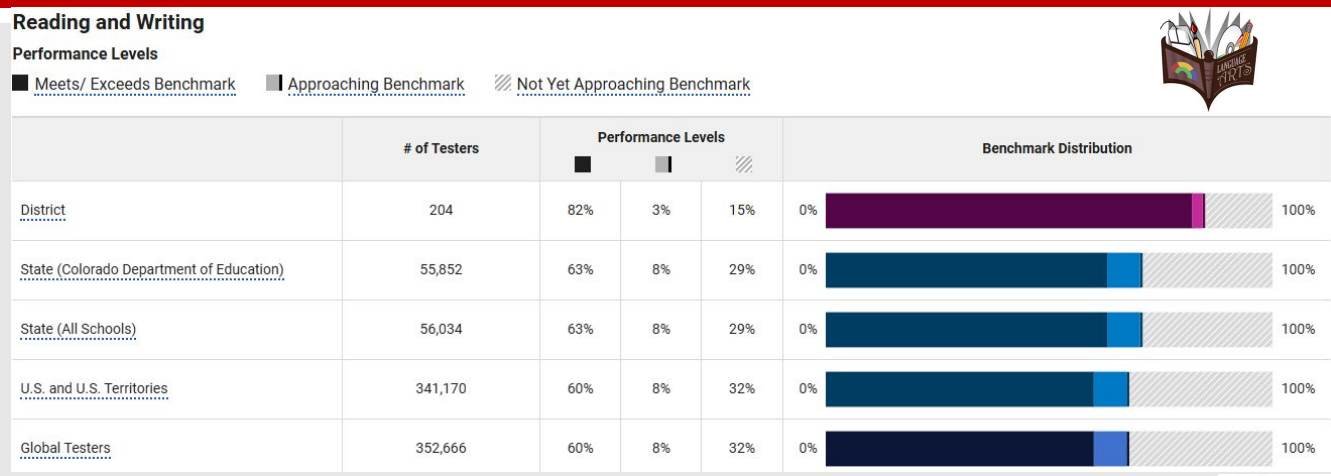 Reading and Writing
Performance Levels
Meets/ Exceeds Benchmark Approaching Benchmark Not Yet Approaching Benchmark
LANGUAGE
ARTS
# of Testers Performance Levels Benchmark Distribution
District 204 82% 3% 15% 0% 100%
State (Colorado Department of Education) 55,852 63% 8% 29% 0% 100%
State (All Schools) 56,034 63% 8% 29% 0% 100%
U.S. and U.S. Territories 341,170 60% 8% 32% 0% 100%
Global Testers 352,666 60% 8% 32% 0% 100%